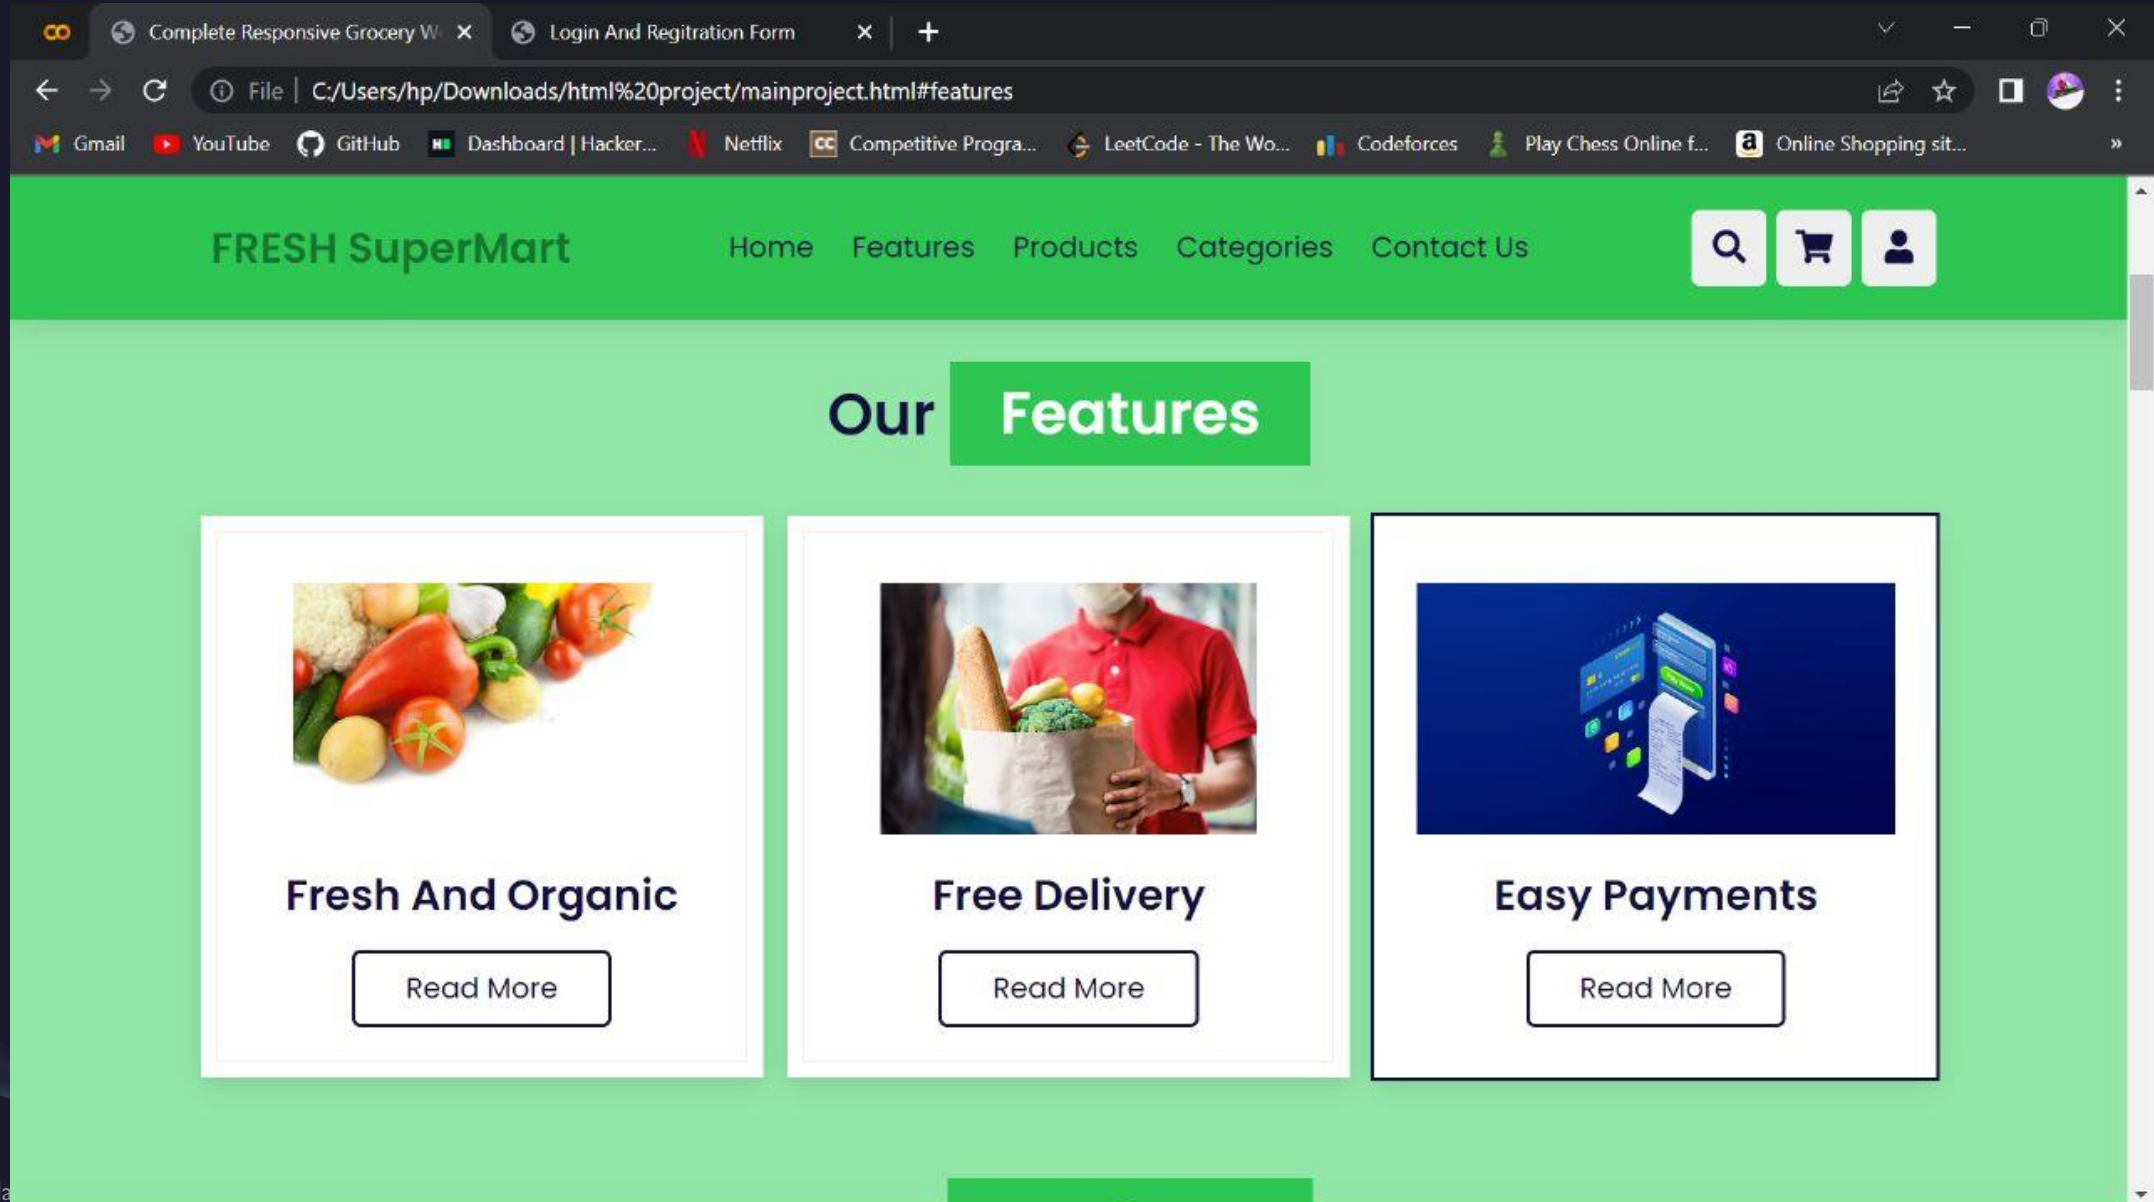 Complete Responsive Grocery W
Login And Regitration Form
File
C:/Users/hp/Downloads/html%20project/mainproject.html#features
Gmail
YouTube
GitHub
Dashboard | Hacker...
Netflix
Competitive Progra...
LeetCode - The Wo...
Codeforces
Play Chess Online f...
Online Shopping sit...
FRESH SuperMart
Home
Features
Products
Categories
Contact Us
Our Features
Fresh And Organic
Free Delivery
Easy Payments
Read More
Read More
Read More